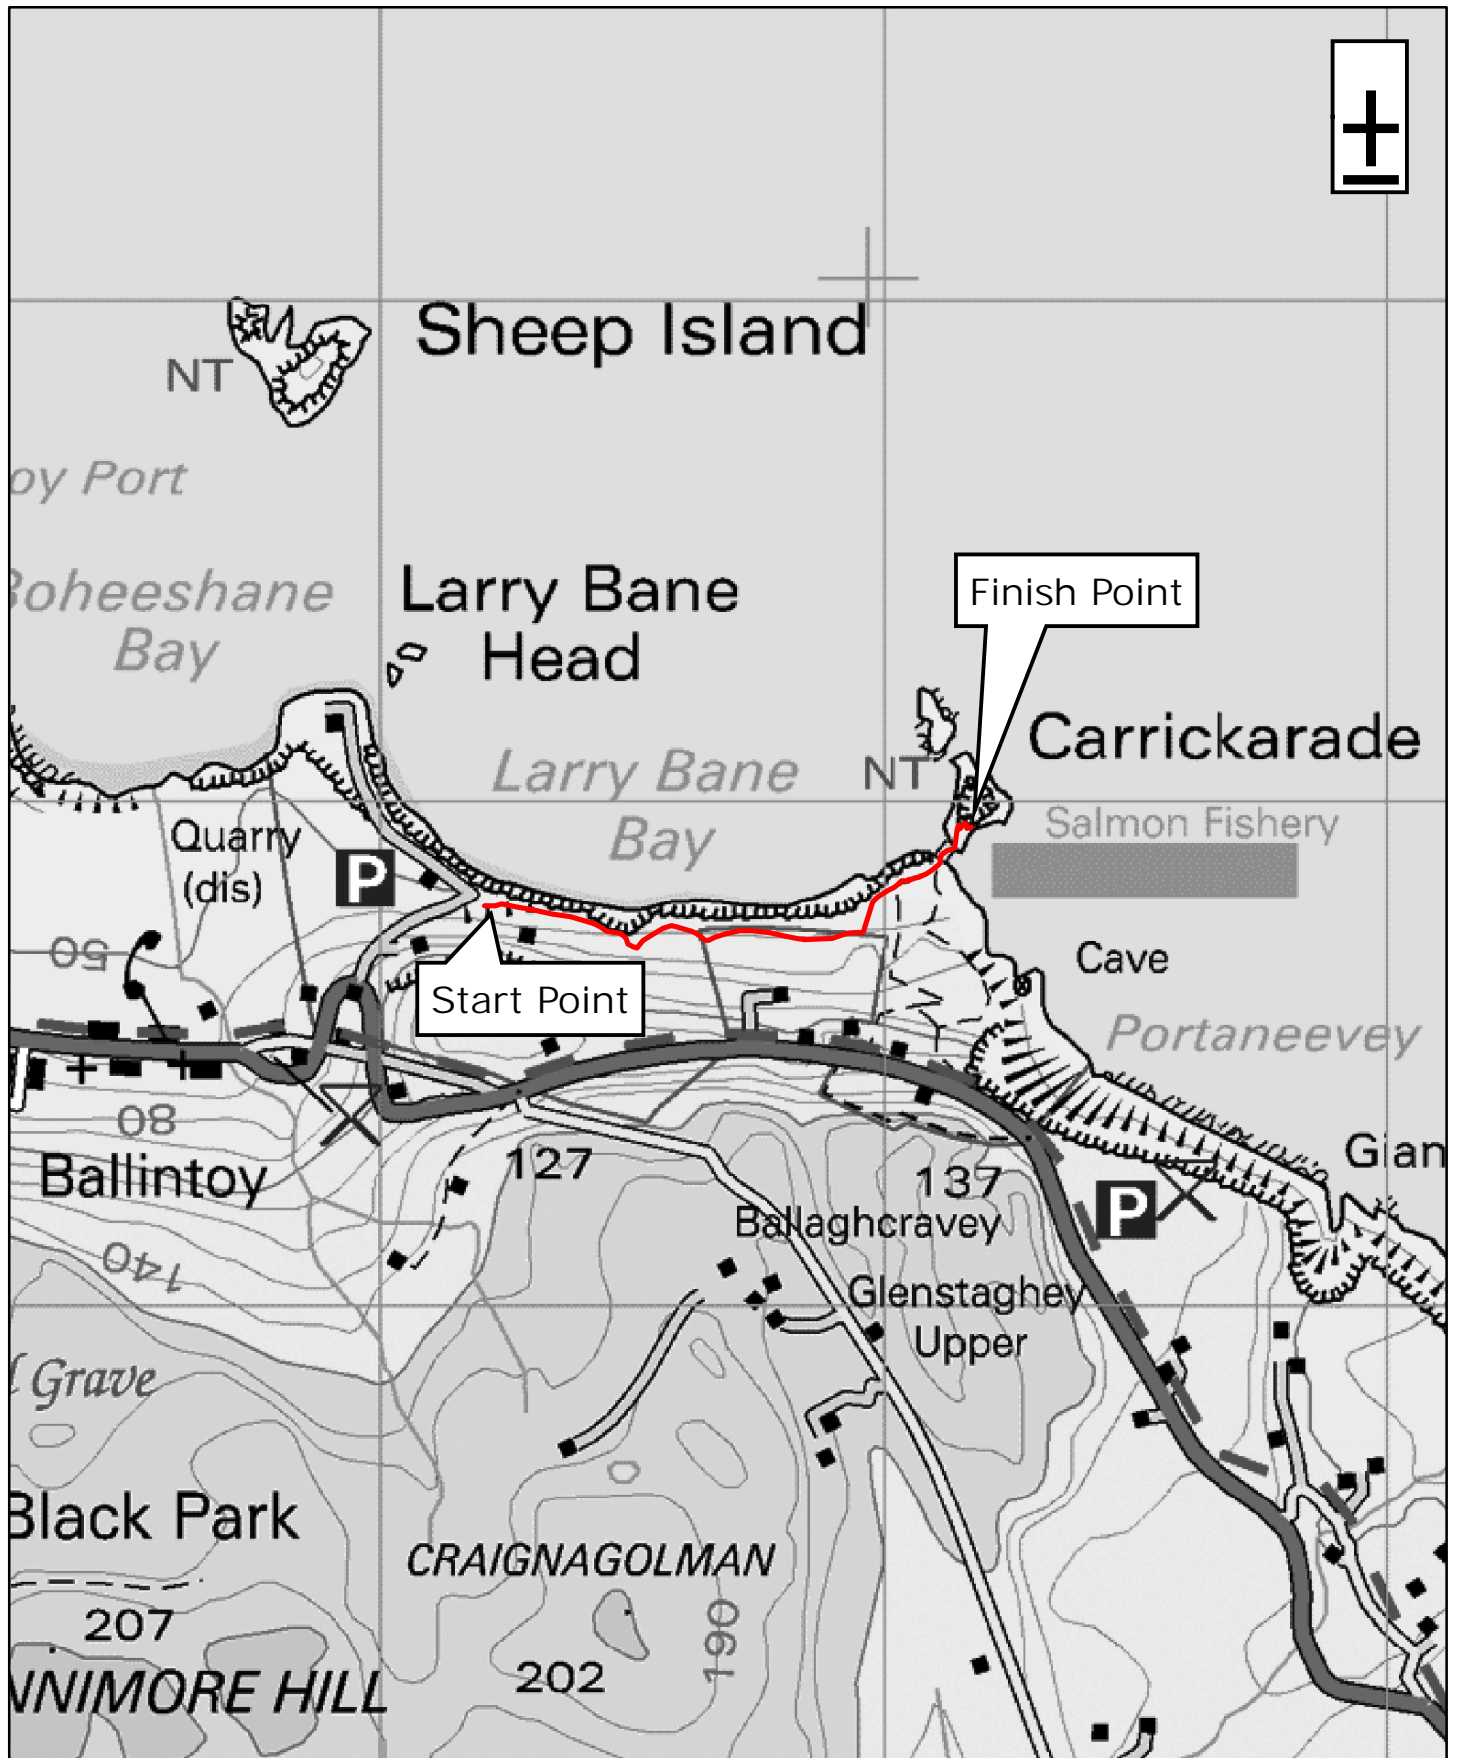 Sheep Island
NT
oy Port
Boheeshane
Bay
Larry Bane
Head
Finish Point
Larry Bane
Bay
NT
Carrickarade
Salmon Fishery
Quarry
(dis)
P
50
Start Point
Cave
Portaneevey
80
Ballintoy
127
137
Gian
P
Ballaghcravey
140
Glenstaghey
Upper
Grave
Black Park
CRAIGNAGOLMAN
207
202
190
NNIMORE HILL